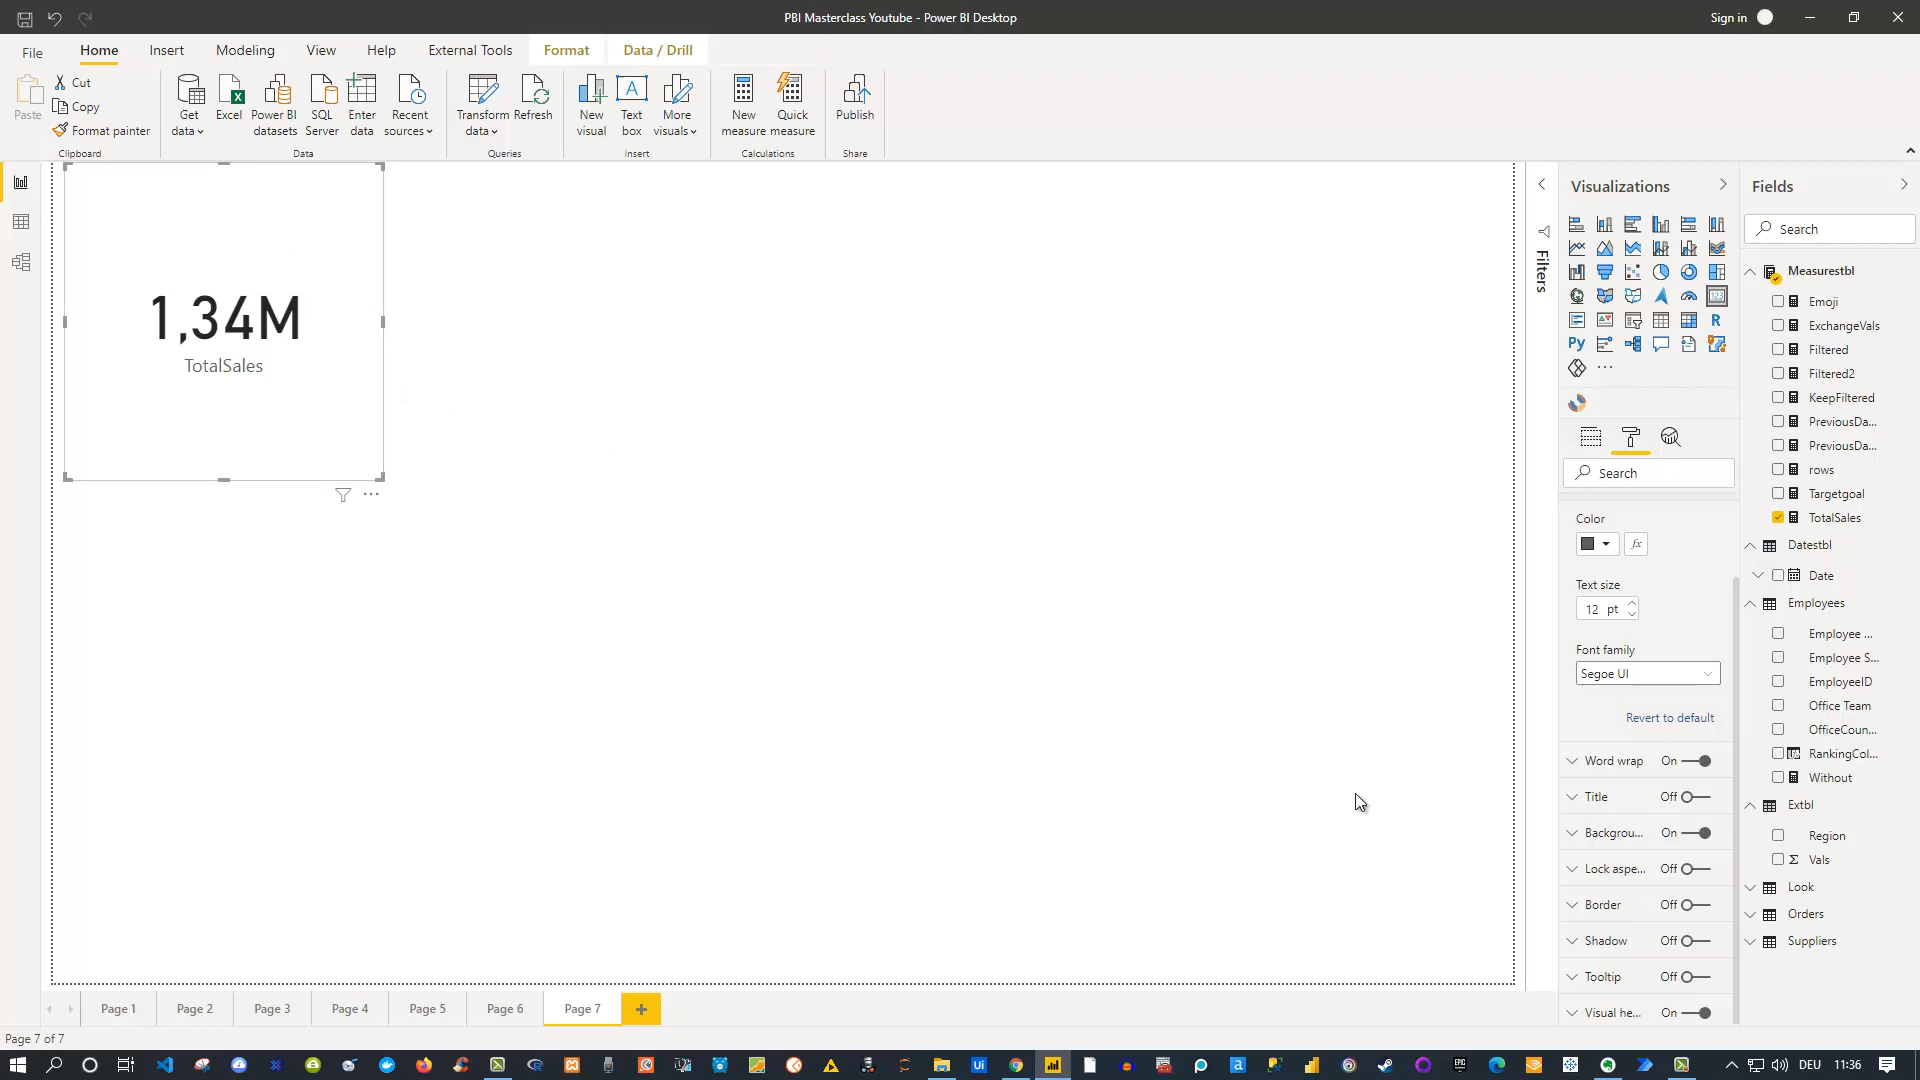 PBI Masterclass Youtube - Power BI Desktop
Sign in
File
Home
Insert
Modeling
View
Help
External Tools
Format
Data / Drill
Paste
Cut
Copy
Format painter
Clipboard
Get data
Excel
Power BI datasets
SQL Server
Enter data
Recent sources
Data
Transform data
Refresh
Queries
New visual
Text box
More visuals
Insert
New measure
Quick measure
Calculations
Publish
Share
1,34M
TotalSales
Filters
Visualizations
Search
Color
Text size
12 pt
Font family
Segoe UI
Revert to default
Word wrap On
Title Off
Backgrou... On
Lock aspe... Off
Border Off
Shadow Off
Tooltip Off
Visual he... On
Fields
Search
Measurestbl
Emoji
ExchangeVals
Filtered
Filtered2
KeepFiltered
PreviousDa...
PreviousDa...
rows
Targetgoal
TotalSales
Datestbl
Date
Employees
Employee ...
Employee S...
EmployeeID
Office Team
OfficeCoun...
RankingCol...
Without
Extbl
Region
Vals
Look
Orders
Suppliers
Page 1
Page 2
Page 3
Page 4
Page 5
Page 6
Page 7
Page 7 of 7
DEU
11:36